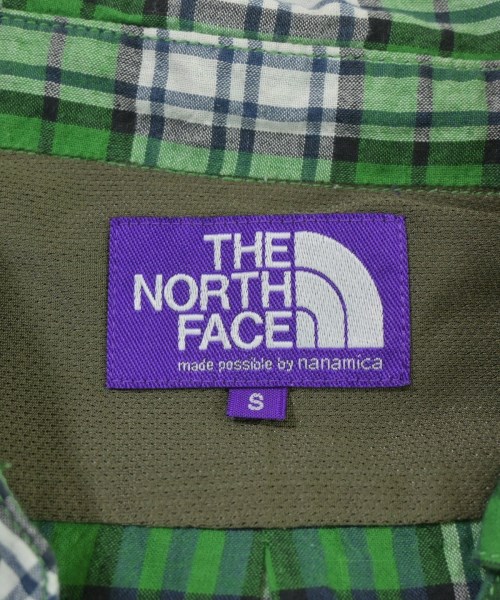 THE
NORTH
FACE
made possible by nanamica
S